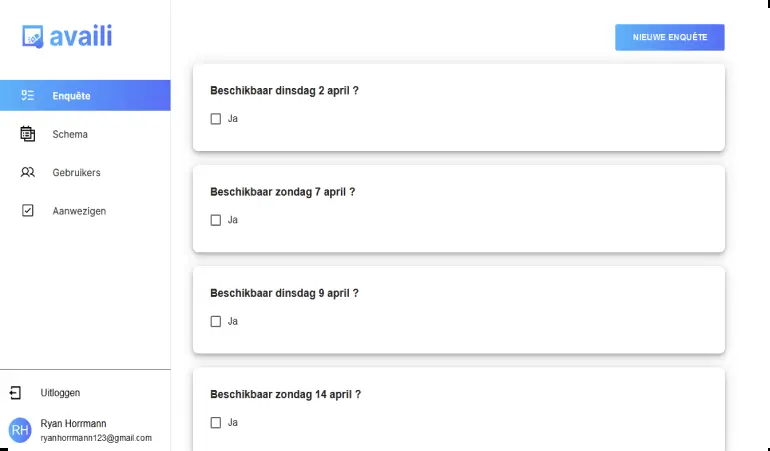 availi
NIEUWE ENQUÊTE
Enquête
Schema
Gebruikers
Aanwezigen
Beschikbaar dinsdag 2 april ?
Ja
Beschikbaar zondag 7 april ?
Ja
Beschikbaar dinsdag 9 april ?
Ja
Beschikbaar zondag 14 april ?
Ja
Uitloggen
RH
Ryan Horrmann
ryanhorrmann123@gmail.com